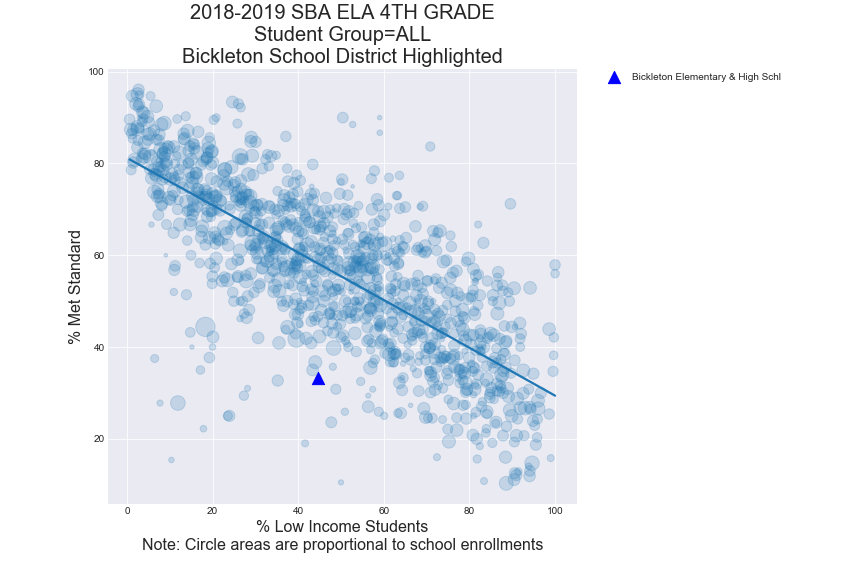 2018-2019 SBA ELA 4TH GRADE
Student Group=ALL
Bickleton School District Highlighted
Bickleton Elementary & High Schl
100
80
60
40
20
% Met Standard
0 20 40 60 80 100
% Low Income Students
Note: Circle areas are proportional to school enrollments